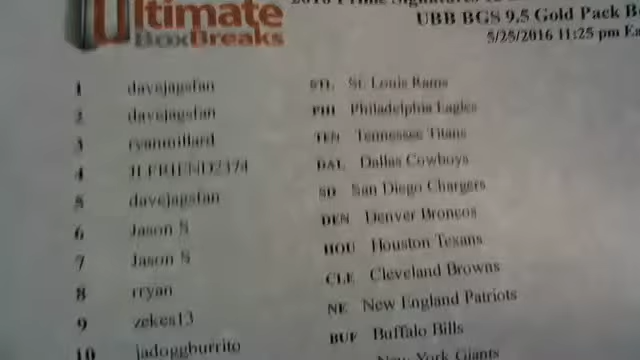 Ultimate
BoxBreaks
UBB BGS 9.5 Gold Pack
5/25/2016 11:25 pm
1 davejagsfan STL St. Louis Rams
2 davejagsfan PHI Philadelphia Eagles
3 ryanmillard TEN Tennessee Titans
4 DAL Dallas Cowboys
5 davejagsfan SD San Diego Chargers
6 Jason S DEN Denver Broncos
7 Jason S HOU Houston Texans
8 rryan CLE Cleveland Browns
9 zekes13 NE New England Patriots
10 jadoggburrito BUF Buffalo Bills
New York Giants